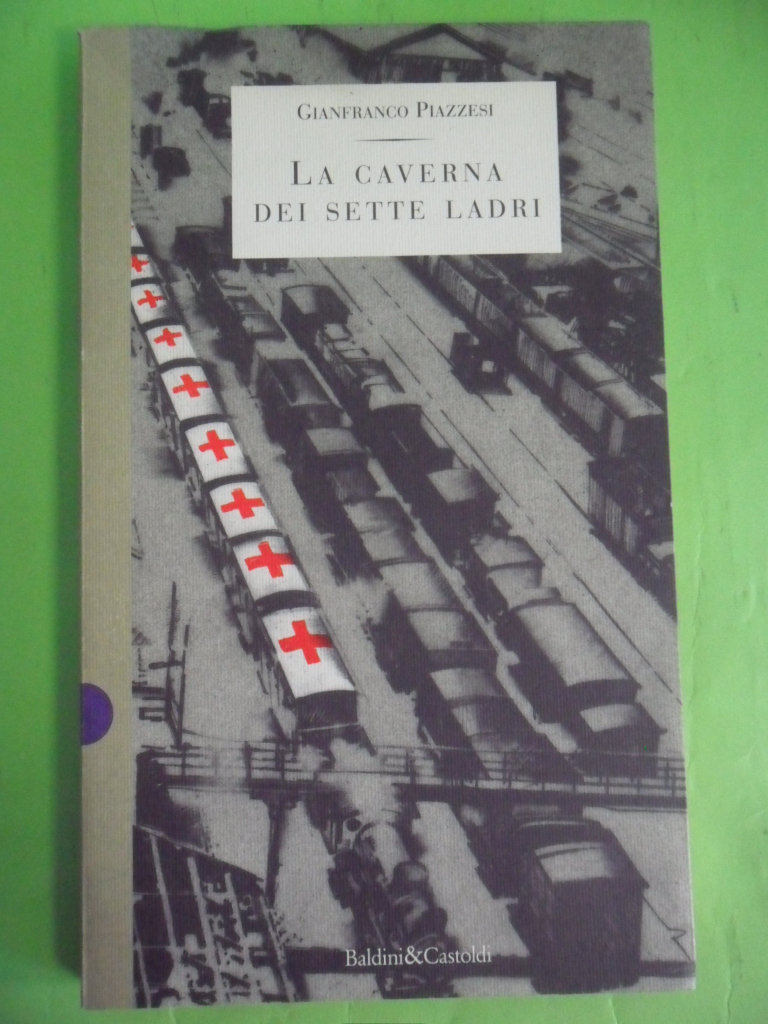 GIANFRANCO PIAZZESI
LA CAVERNA
DEI SETTE LADRI
Baldini&Castoldi